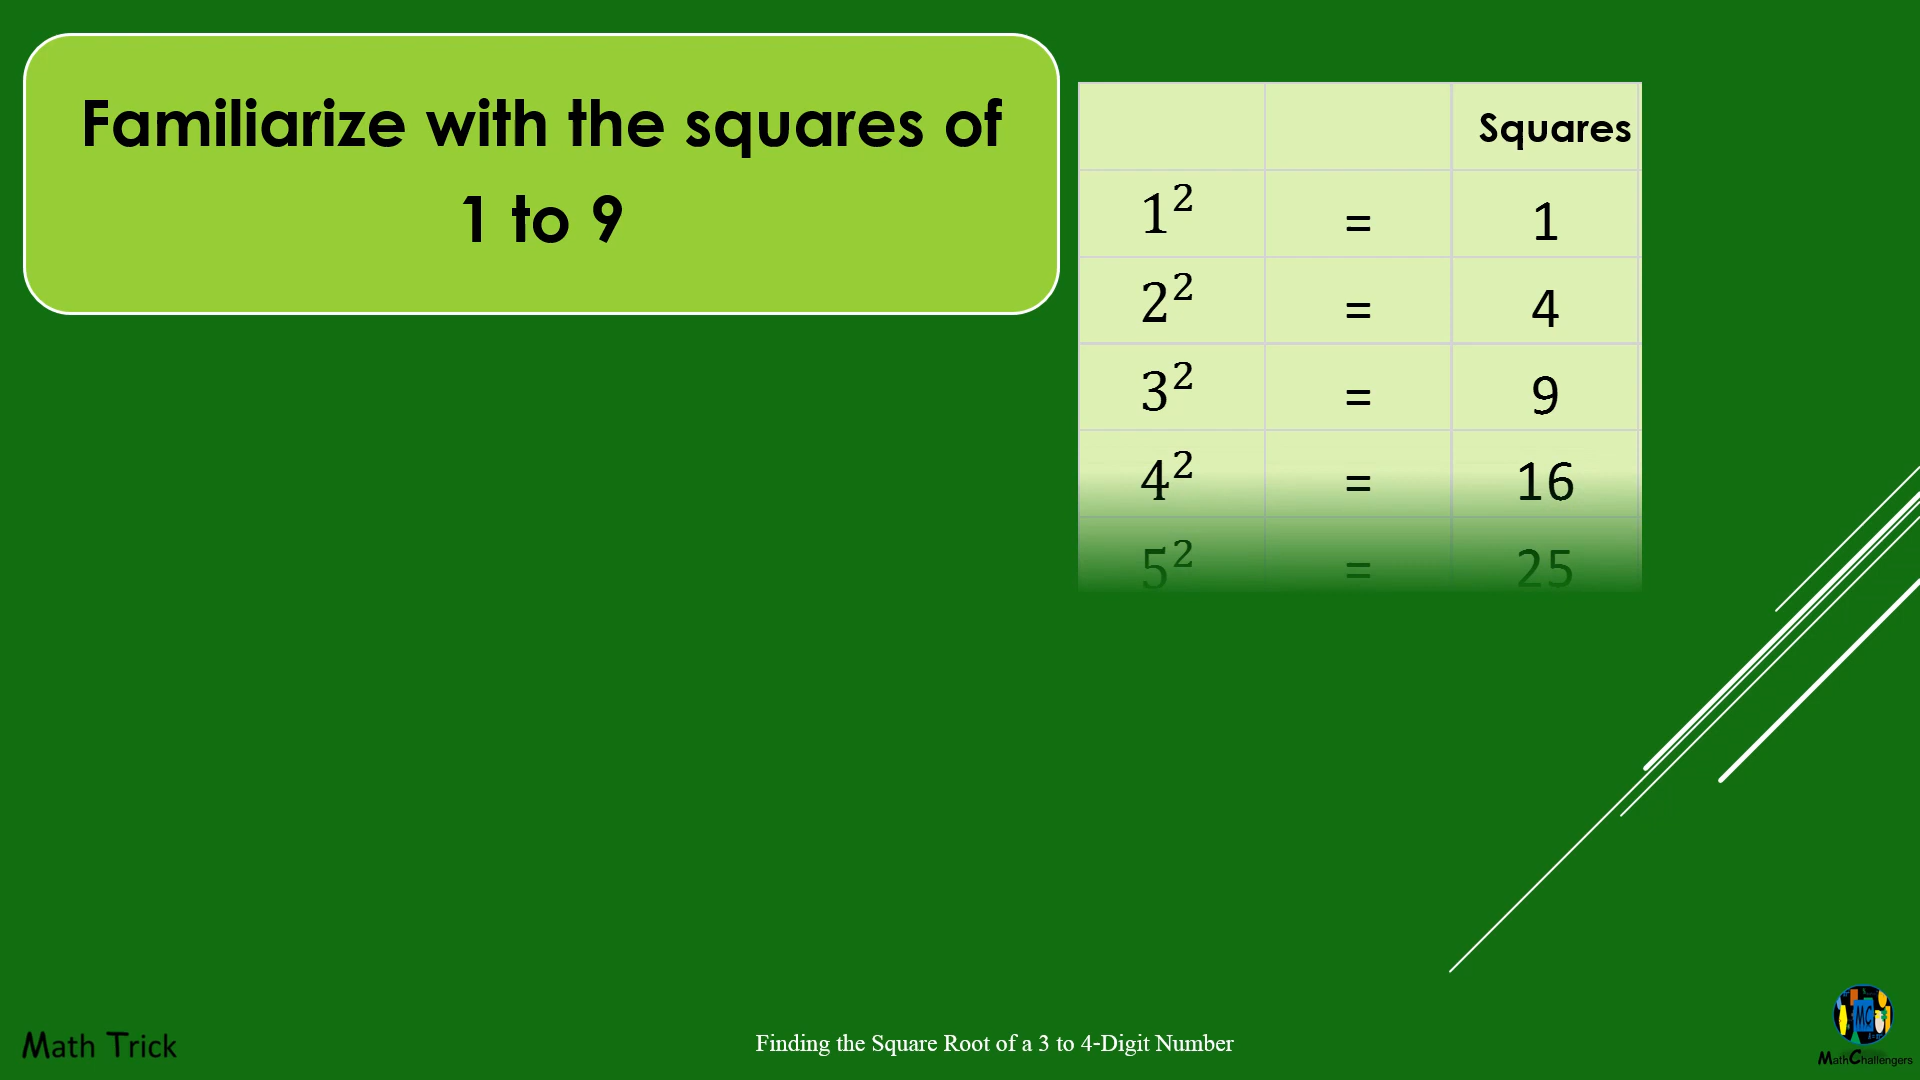 Familiarize with the squares of
1 to 9
Squares
1² = 1
2² = 4
3² = 9
4² = 16
5² = 25
Math Trick
Finding the Square Root of a 3 to 4-Digit Number
MC
MathChallengers